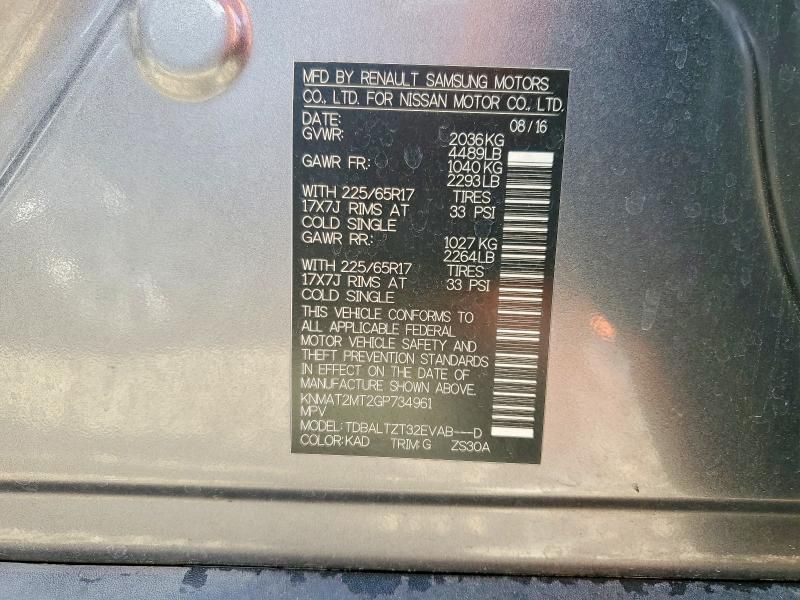 MFD BY RENAULT SAMSUNG MOTORS
CO., LTD. FOR NISSAN MOTOR CO., LTD.
DATE: 08/16
GVWR: 2036KG
4489LB
GAWR FR: 1040 KG
2293LB
WITH 225/65R17 TIRES
17X7J RIMS AT 33 PSI
COLD SINGLE
GAWR RR: 1027 KG
2264LB
WITH 225/65R17 TIRES
17X7J RIMS AT 33 PSI
COLD SINGLE
THIS VEHICLE CONFORMS TO
ALL APPLICABLE FEDERAL
MOTOR VEHICLE SAFETY AND
THEFT PREVENTION STANDARDS
IN EFFECT ON THE DATE OF
MANUFACTURE SHOWN ABOVE.
KNMAT2MT2GP734961
MPV
MODEL: TDBALTZT32EVAB---D
COLOR: KAD TRIM: G ZS30A